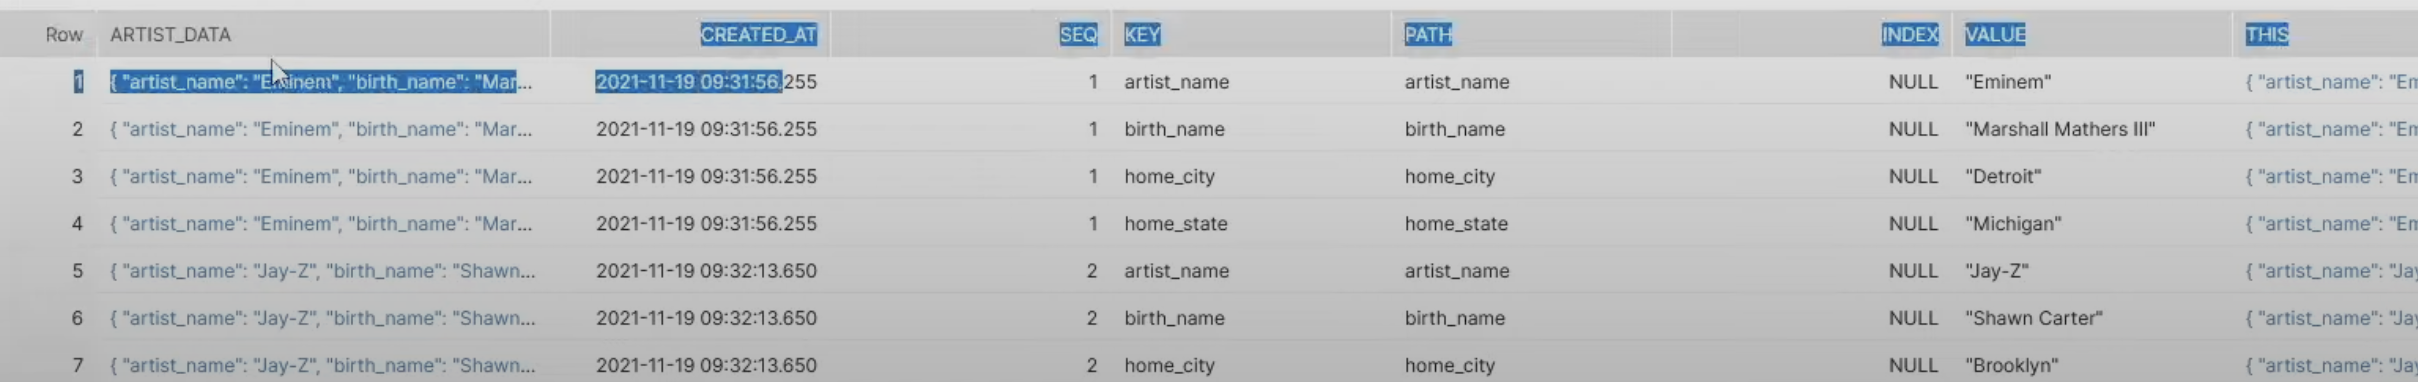 Row ARTIST_DATA CREATED_AT SEQ KEY PATH INDEX VALUE THIS
1 { "artist_name": "Eminem", "birth_name": "Mar... 2021-11-19 09:31:56.255 1 artist_name artist_name NULL "Eminem" { "artist_name": "Em
2 { "artist_name": "Eminem", "birth_name": "Mar... 2021-11-19 09:31:56.255 1 birth_name birth_name NULL "Marshall Mathers III" { "artist_name": "Em
3 { "artist_name": "Eminem", "birth_name": "Mar... 2021-11-19 09:31:56.255 1 home_city home_city NULL "Detroit" { "artist_name": "Em
4 { "artist_name": "Eminem", "birth_name": "Mar... 2021-11-19 09:31:56.255 1 home_state home_state NULL "Michigan" { "artist_name": "Em
5 { "artist_name": "Jay-Z", "birth_name": "Shawn... 2021-11-19 09:32:13.650 2 artist_name artist_name NULL "Jay-Z" { "artist_name": "Jay
6 { "artist_name": "Jay-Z", "birth_name": "Shawn... 2021-11-19 09:32:13.650 2 birth_name birth_name NULL "Shawn Carter" { "artist_name": "Jay
7 { "artist_name": "Jay-Z", "birth_name": "Shawn... 2021-11-19 09:32:13.650 2 home_city home_city NULL "Brooklyn" { "artist_name": "Jay